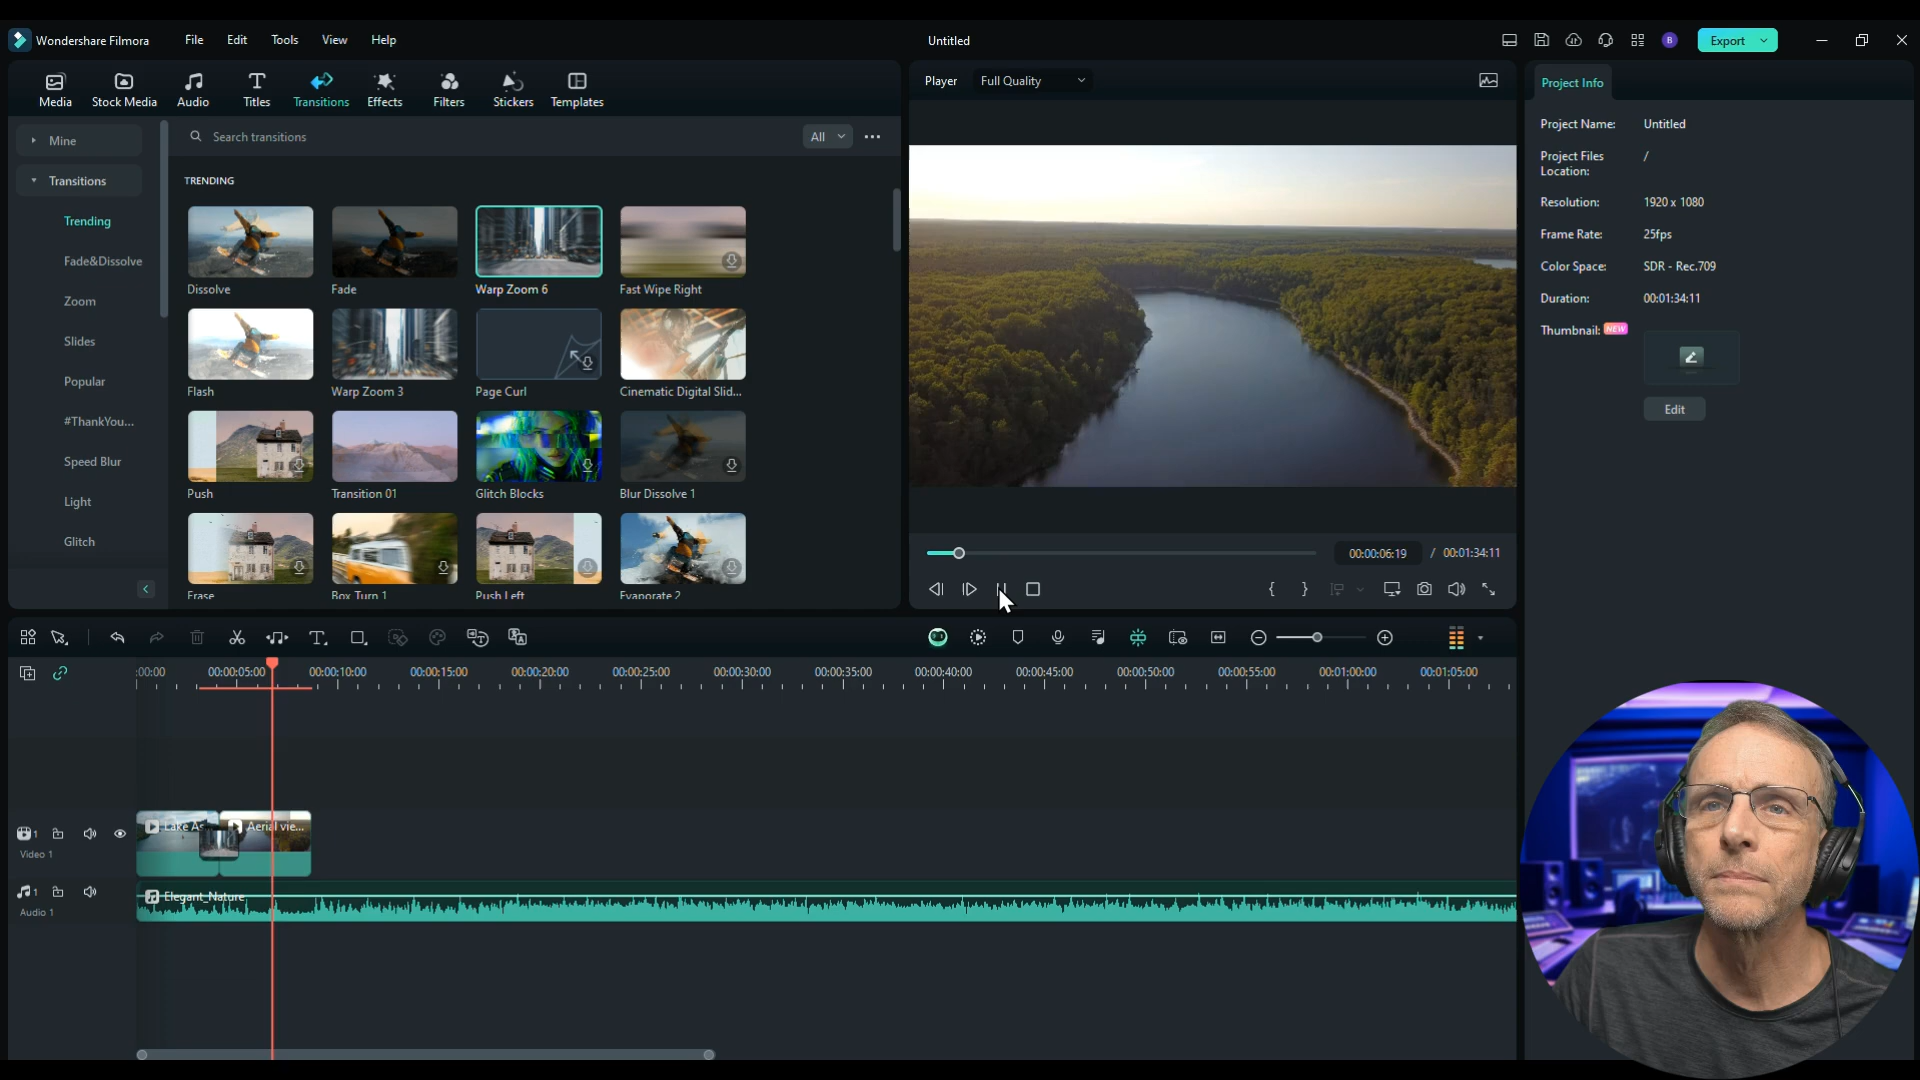 Wondershare Filmora
File Edit Tools View Help
Untitled
B
Export
Media Stock Media Audio Titles Transitions Effects Filters Stickers Templates
Player Full Quality
Project Info
Mine
Search transitions
All
Transitions
TRENDING
Trending
Fade&Dissolve
Zoom
Slides
Popular
#ThankYou...
Speed Blur
Light
Glitch
Dissolve Fade Warp Zoom 6 Fast Wipe Right
Flash Warp Zoom 3 Page Curl Cinematic Digital Slid...
Push Transition 01 Glitch Blocks Blur Dissolve 1
Erase Box Turn 1 Push Left Evaporate 2
Project Name: Untitled
Project Files Location: /
Resolution: 1920 x 1080
Frame Rate: 25fps
Color Space: SDR - Rec.709
Duration: 00:01:34:11
Thumbnail: NEW
Edit
00:00:06:19 / 00:01:34:11
:00:00 00:00:05:00 00:00:10:00 00:00:15:00 00:00:20:00 00:00:25:00 00:00:30:00 00:00:35:00 00:00:40:00 00:00:45:00 00:00:50:00 00:00:55:00 00:01:00:00 00:01:05:00
1
Video 1
Lake As
Aerial vie...
1
Audio 1
Elegant_Nature